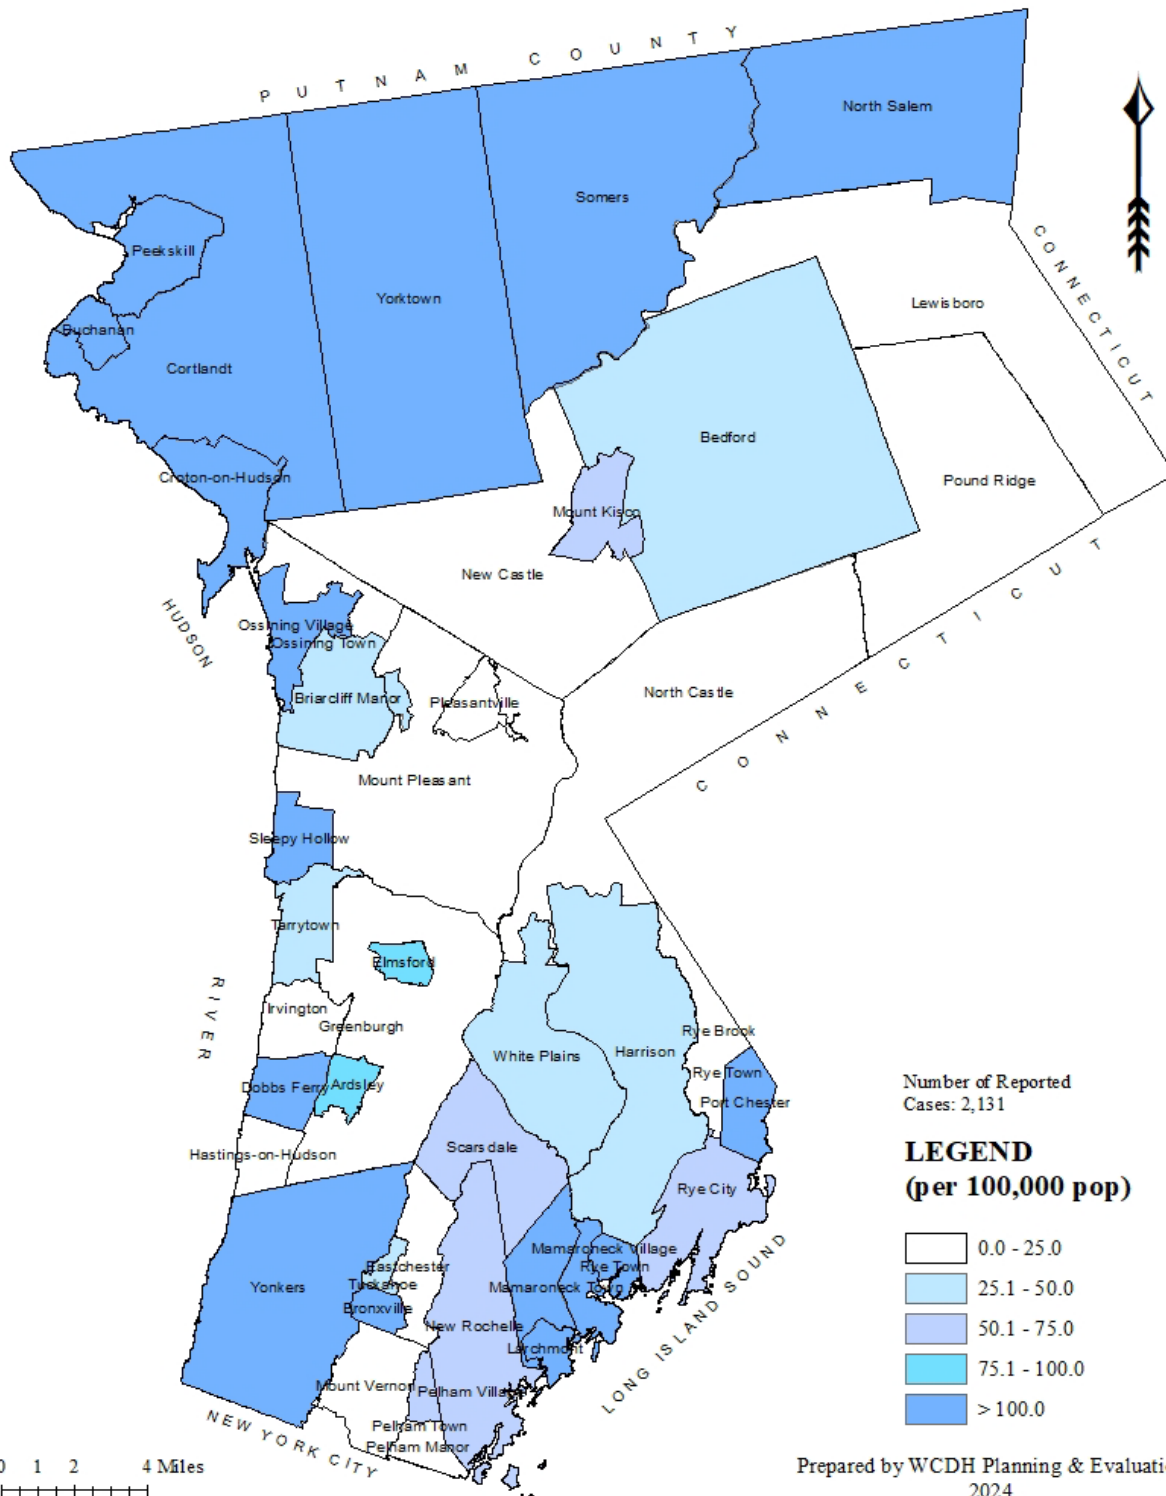 PUTNAM COUNTY
North Salem
Somers
Peekskill
Yorktown
Lewisboro
CONNECTICUT
Buchanan
Cortlandt
Bedford
Croton-on-Hudson
Pound Ridge
Mount Kisco
New Castle
CONNECTICUT
HUDSON
Ossining Village
Ossining Town
Briarcliff Manor
Pleasantville
North Castle
Mount Pleasant
Sleepy Hollow
Tarrytown
Elmsford
RIVER
Irvington
Greenburgh
Rye Brook
White Plains
Harrison
Rye Town
Dobbs Ferry
Ardsley
Port Chester
Hastings-on-Hudson
Scarsdale
Rye City
Mamaroneck Village
Eastchester
Rye Town
Tuckahoe
Yonkers
Mamaroneck Town
Bronxville
New Rochelle
Larchmont
LONG ISLAND SOUND
Mount Vernon
Pelham Village
Pelham Town
Pelham Manor
NEW YORK CITY
Number of Reported
Cases: 2,131
LEGEND
(per 100,000 pop)
0.0 - 25.0
25.1 - 50.0
50.1 - 75.0
75.1 - 100.0
> 100.0
0 1 2 4 Miles
Prepared by WCDH Planning & Evaluatio
2024